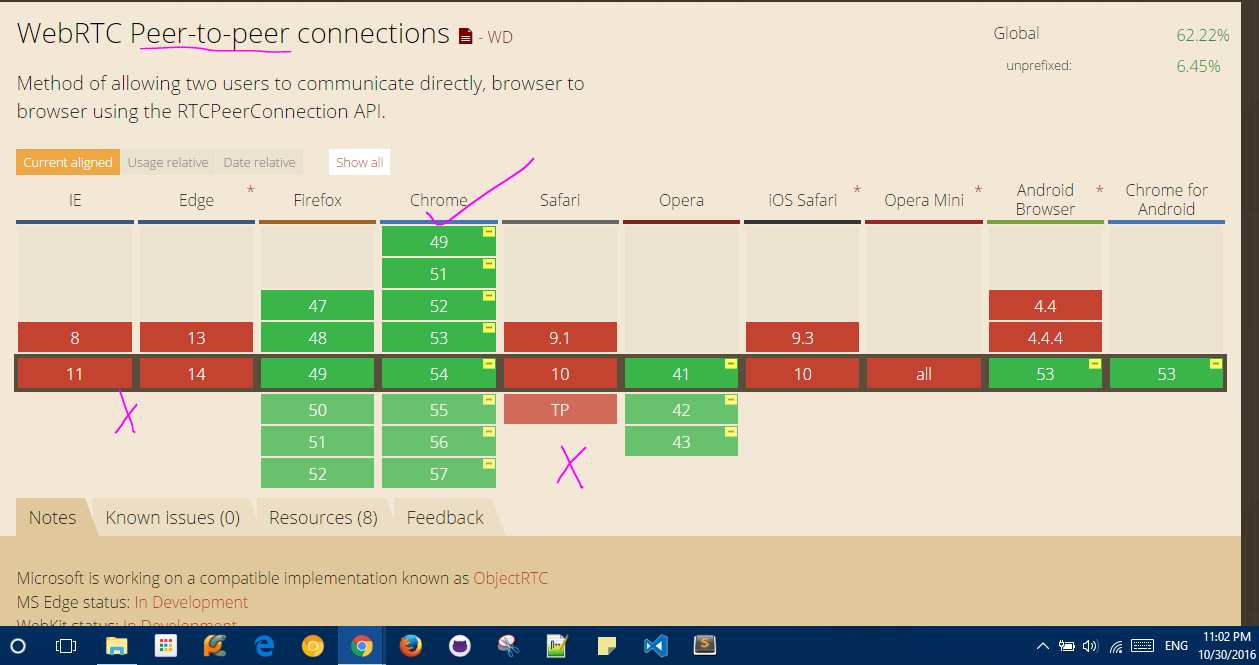 WebRTC Peer-to-peer connections - WD
Global 62.22%
unprefixed: 6.45%
Method of allowing two users to communicate directly, browser to
browser using the RTCPeerConnection API.
Current aligned Usage relative Date relative Show all
IE Edge * Firefox Chrome Safari Opera iOS Safari * Opera Mini * Android Browser * Chrome for Android
49
51
47 52 4.4
8 13 48 53 9.1 9.3 4.4.4
11 14 49 54 10 41 10 all 53 53
50 55 TP 42
51 56 43
52 57
Notes Known issues (0) Resources (8) Feedback
Microsoft is working on a compatible implementation known as ObjectRTC
MS Edge status: In Development
WebKit status: In Development
ENG 11:02 PM
10/30/2016